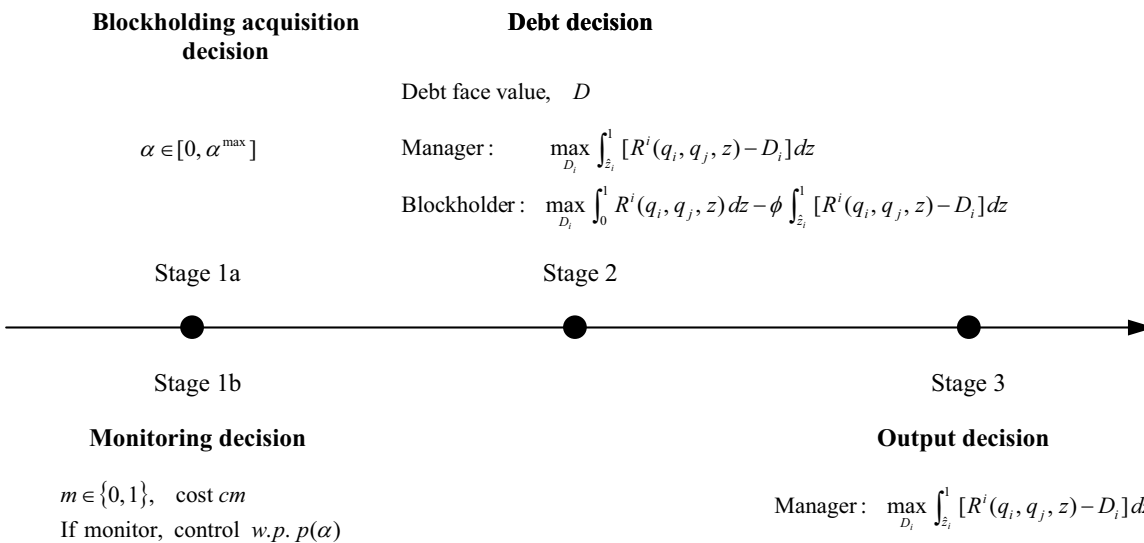 Blockholding acquisition
decision
Debt decision
Debt face value, D
α ∈ [0, α^max]
Manager : max_{D_i} ∫_{ẑ_i}^{1} [R^i(q_i, q_j, z) − D_i] dz
Blockholder : max_{D_i} ∫_0^1 R^i(q_i, q_j, z) dz − ϕ ∫_{ẑ_i}^{1} [R^i(q_i, q_j, z) − D_i] dz
Stage 1a
Stage 2
Stage 1b
Stage 3
Monitoring decision
Output decision
m ∈ {0, 1}, cost cm
If monitor, control w.p. p(α)
Manager : max_{D_i} ∫_{ẑ_i}^{1} [R^i(q_i, q_j, z) − D_i] d